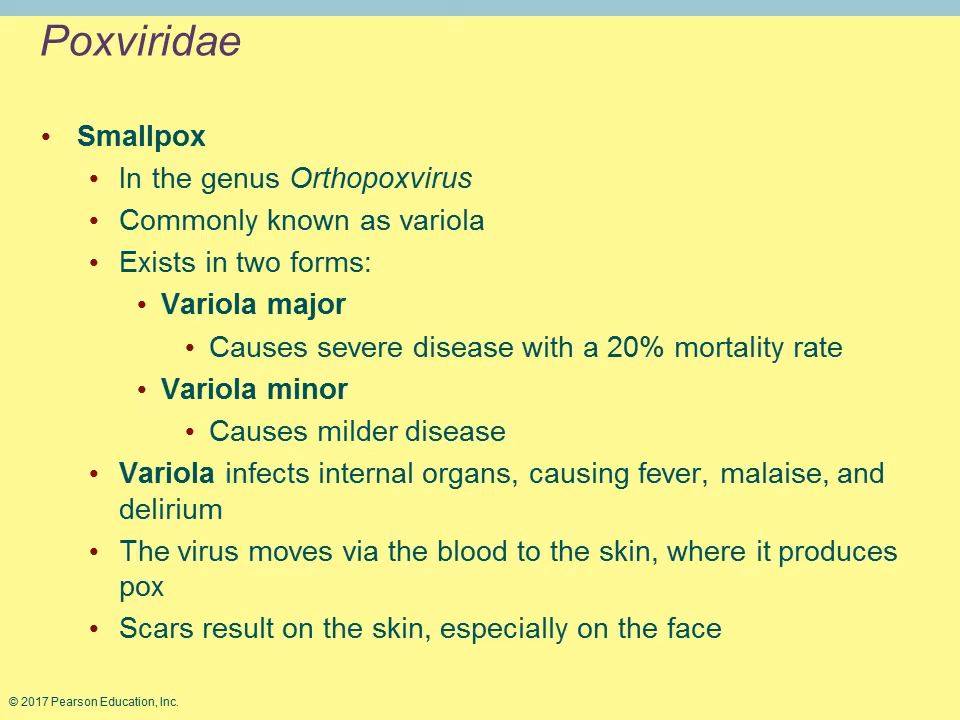 Poxviridae
• Smallpox
• In the genus Orthopoxvirus
• Commonly known as variola
• Exists in two forms:
• Variola major
• Causes severe disease with a 20% mortality rate
• Variola minor
• Causes milder disease
• Variola infects internal organs, causing fever, malaise, and
delirium
• The virus moves via the blood to the skin, where it produces
pox
• Scars result on the skin, especially on the face
© 2017 Pearson Education, Inc.